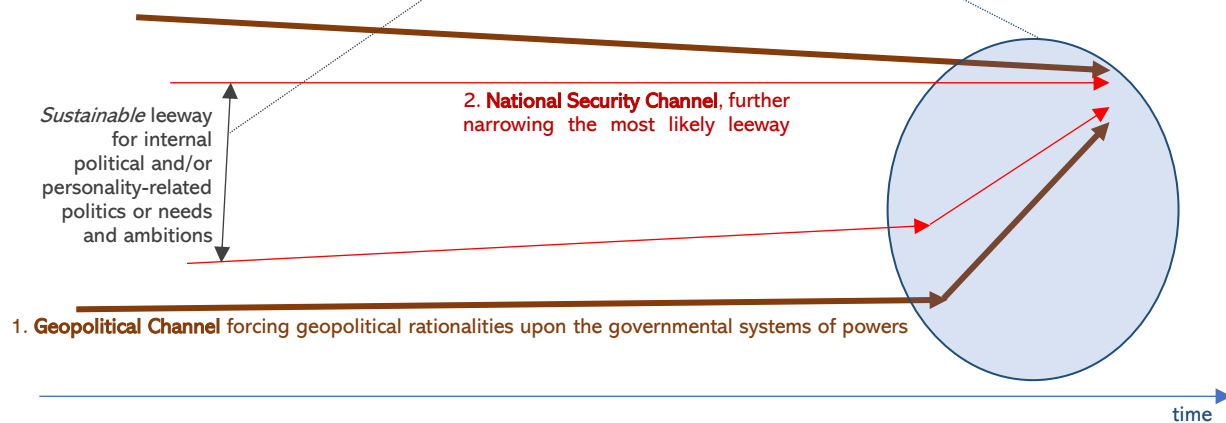 Sustainable leeway
for internal
political and/or
personality-related
politics or needs
and ambitions
2. National Security Channel, further
narrowing the most likely leeway
1. Geopolitical Channel forcing geopolitical rationalities upon the governmental systems of powers
time